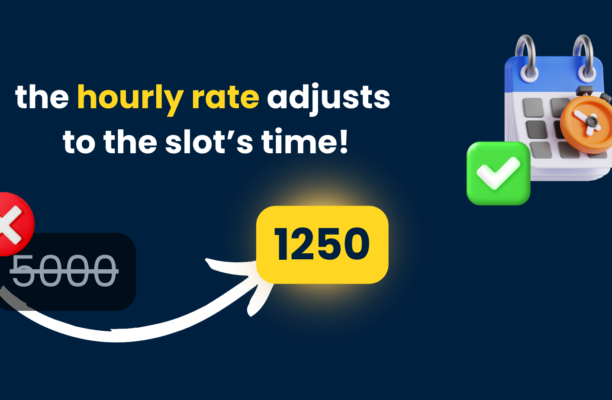 the hourly rate adjusts
to the slot’s time!
1250
5000